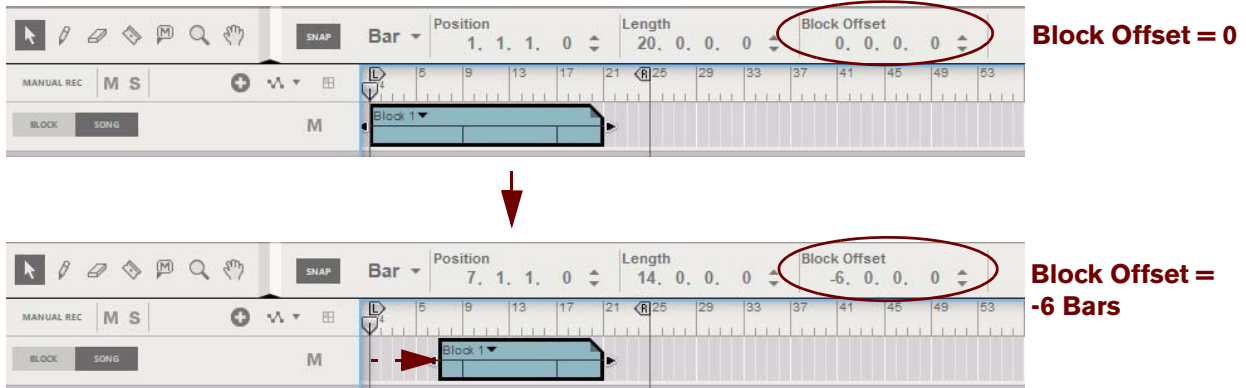 Position Length Block Offset
SNAP Bar 1. 1. 1. 0 20. 0. 0. 0 0. 0. 0. 0
Block Offset = 0
MANUAL REC M S L 5 9 13 17 21 R 25 29 33 37 41 45 49 53
4
Block 1
BLOCK SONG M
Position Length Block Offset
SNAP Bar 7. 1. 1. 0 14. 0. 0. 0 -6. 0. 0. 0
Block Offset =
-6 Bars
MANUAL REC M S L 5 9 13 17 21 R 25 29 33 37 41 45 49 53
4
Block 1
BLOCK SONG M